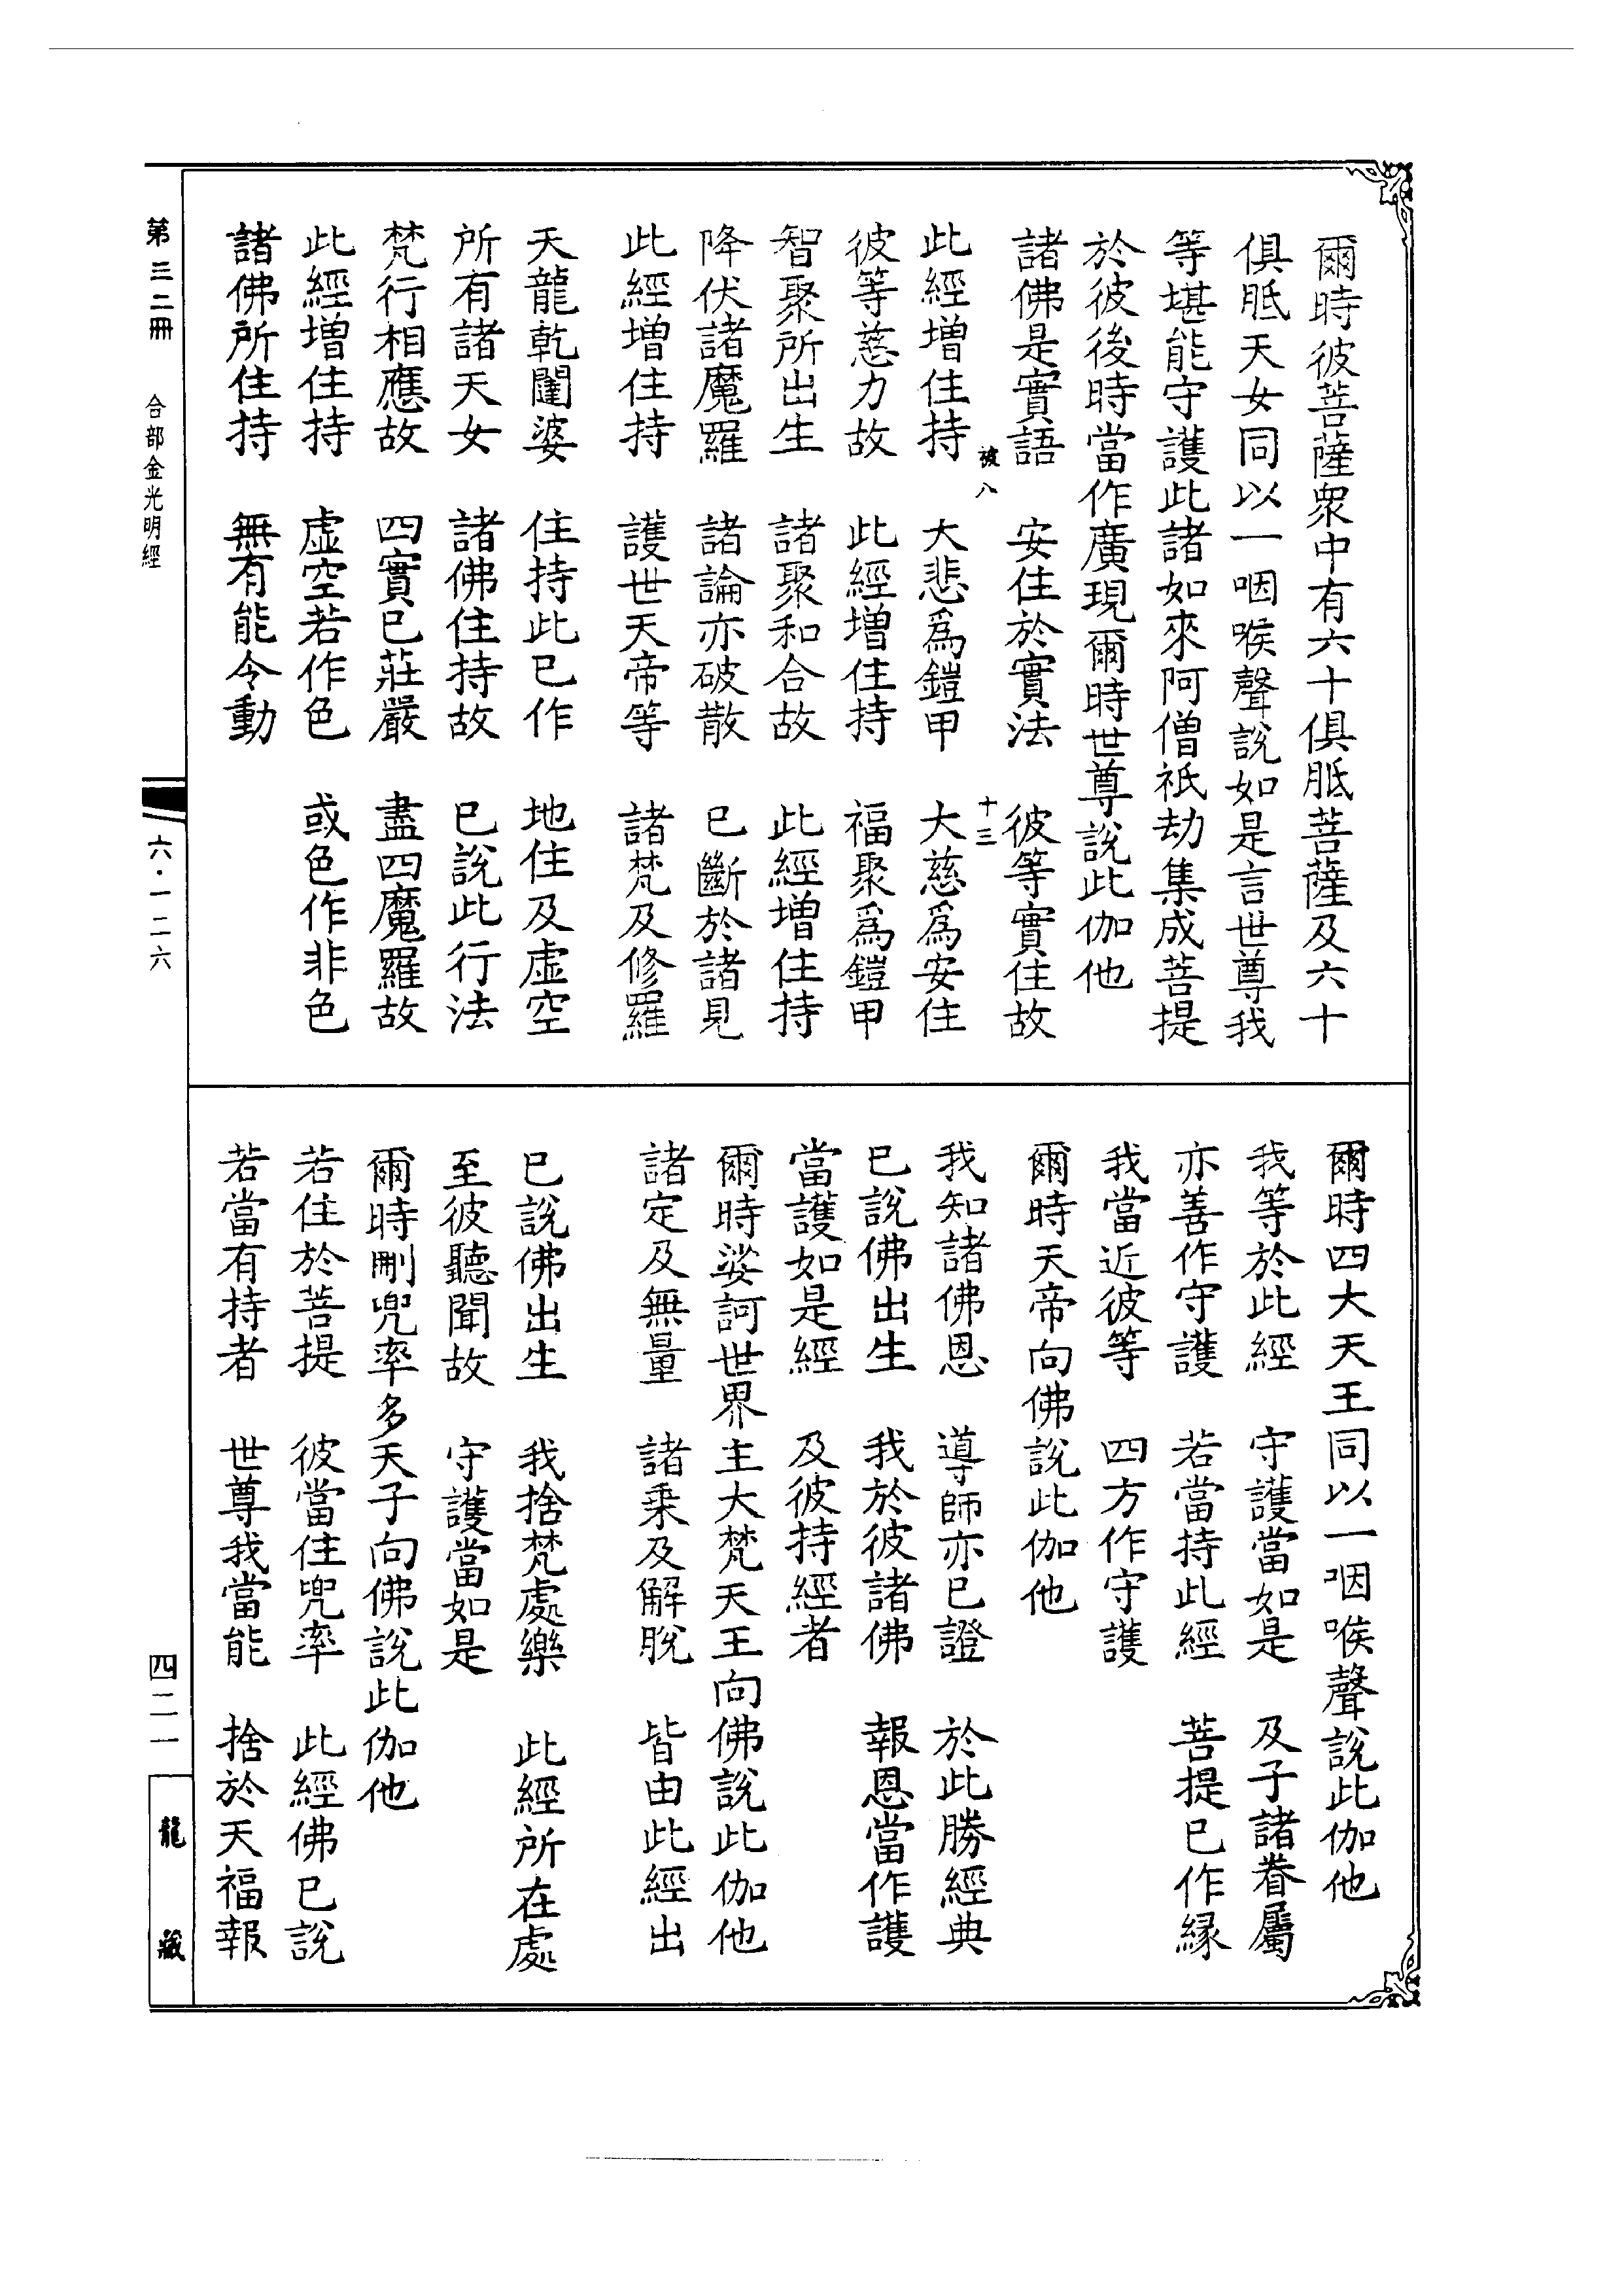 爾時彼菩薩衆中有六十俱胝菩薩及六十
俱胝天女同以一咽喉聲說如是言世尊我
等堪能守護此諸如來阿僧祇劫集成菩提
於彼後時當作廣現爾時世尊說此伽他
諸佛是實語　安住於實法　彼等實住故
被八　十三
此經增住持　大悲爲鎧甲　大慈爲安住
彼等慈力故　此經增住持　福聚爲鎧甲
智聚所出生　諸聚和合故　此經增住持
降伏諸魔羅　諸論亦破散　已斷於諸見
此經增住持　護世天帝等　諸梵及修羅
天龍乾闥婆　住持此已作　地住及虛空
所有諸天女　諸佛住持故　已說此行法
梵行相應故　四實已莊嚴　盡四魔羅故
此經增住持　虛空若作色　或色作非色
諸佛所住持　無有能令動
爾時四大天王同以一咽喉聲說此伽他
我等於此經　守護當如是　及子諸眷屬
亦善作守護　若當持此經　菩提已作緣
我當近彼等　四方作守護
爾時天帝向佛說此伽他
我知諸佛恩　導師亦已證　於此勝經典
已說佛出生　我於彼諸佛　報恩當作護
當護如是經　及彼持經者
爾時娑訶世界主大梵天王向佛說此伽他
諸定及無量　諸乘及解脫　皆由此經出
已說佛出生　我捨梵處樂　此經所在處
至彼聽聞故　守護當如是
爾時刪兜率多天子向佛說此伽他
若住於菩提　彼當住兜率　此經佛已說
若當有持者　世尊我當能　捨於天福報
第三二冊　合部金光明經
六・一二六
四二一
龍藏